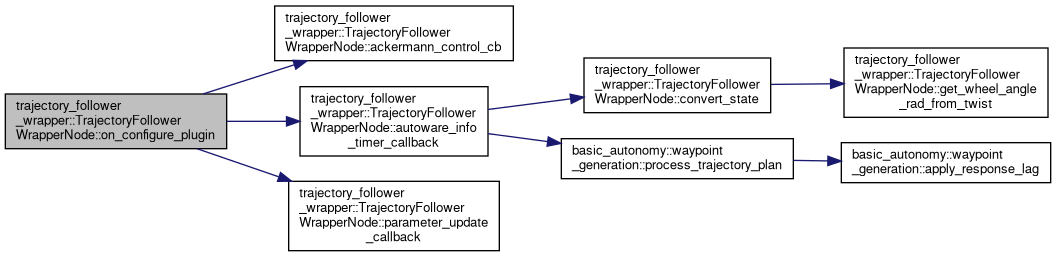 trajectory_follower
_wrapper::TrajectoryFollower
WrapperNode::on_configure_plugin
trajectory_follower
_wrapper::TrajectoryFollower
WrapperNode::ackermann_control_cb
trajectory_follower
_wrapper::TrajectoryFollower
WrapperNode::autoware_info
_timer_callback
trajectory_follower
_wrapper::TrajectoryFollower
WrapperNode::parameter_update
_callback
trajectory_follower
_wrapper::TrajectoryFollower
WrapperNode::convert_state
basic_autonomy::waypoint
_generation::process_trajectory_plan
trajectory_follower
_wrapper::TrajectoryFollower
WrapperNode::get_wheel_angle
_rad_from_twist
basic_autonomy::waypoint
_generation::apply_response_lag